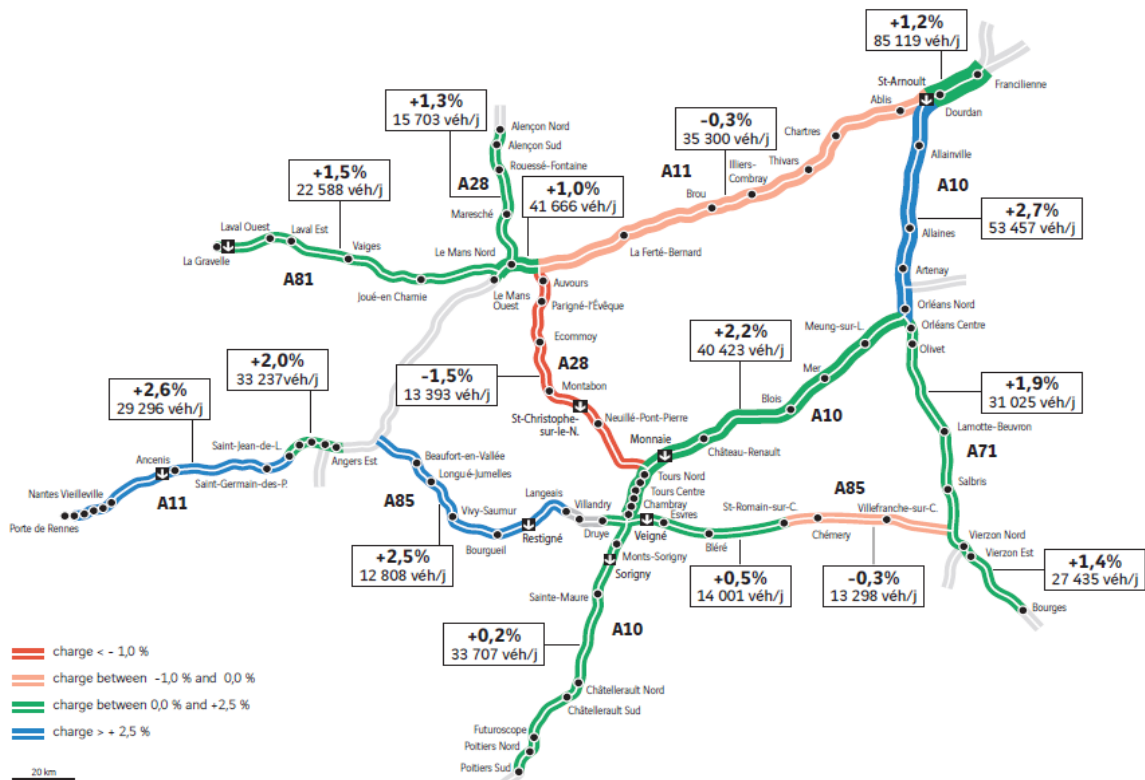 +1,2%
85 119 véh/j
St-Arnoult
Francilienne
Ablis
Dourdan
+1,3%
15 703 véh/j
Alençon Nord
Alençon Sud
Rouessé-Fontaine
A28
Maresché
-0,3%
35 300 véh/j
Chartres
Thivars
Illiers-
Combray
A11
Brou
La Ferté-Bernard
Allainville
A10
+2,7%
53 457 véh/j
Allaines
Artenay
+1,5%
22 588 véh/j
+1,0%
41 666 véh/j
Laval Ouest
Laval Est
La Gravelle
Vaiges
A81
Joué-en Charnie
Le Mans Nord
Le Mans
Ouest
Auvours
Parigné-l'Évêque
Ecommoy
A28
-1,5%
13 393 véh/j
Montabon
St-Christophe-
sur-le-N.
Neuillé-Pont-Pierre
Orléans Nord
Orléans Centre
Olivet
Meung-sur-L.
+2,2%
40 423 véh/j
Mer
Blois
A10
Monnaie
Château-Renault
+1,9%
31 025 véh/j
Lamotte-Beuvron
A71
Salbris
+2,0%
33 237véh/j
+2,6%
29 296 véh/j
Saint-Jean-de-L.
Ancenis
Angers Est
Saint-Germain-des-P.
Nantes Vieilleville
A11
Porte de Rennes
Beaufort-en-Vallée
Longué-Jumelles
A85
Vivy-Saumur
Langeais
Bourgueil
Restigné
Villandry
Druye
+2,5%
12 808 véh/j
Tours Nord
Tours Centre
Chambray
Esvres
Veigné
Monts-Sorigny
Sorigny
Bléré
St-Romain-sur-C.
A85
Villefranche-sur-C.
Chémery
+0,5%
14 001 véh/j
-0,3%
13 298 véh/j
Vierzon Nord
Vierzon Est
+1,4%
27 435 véh/j
Bourges
Sainte-Maure
A10
+0,2%
33 707 véh/j
Châtellerault Nord
Châtellerault Sud
Futuroscope
Poitiers Nord
Poitiers Sud
charge < - 1,0 %
charge between -1,0 % and 0,0 %
charge between 0,0 % and +2,5 %
charge > + 2,5 %
20 km